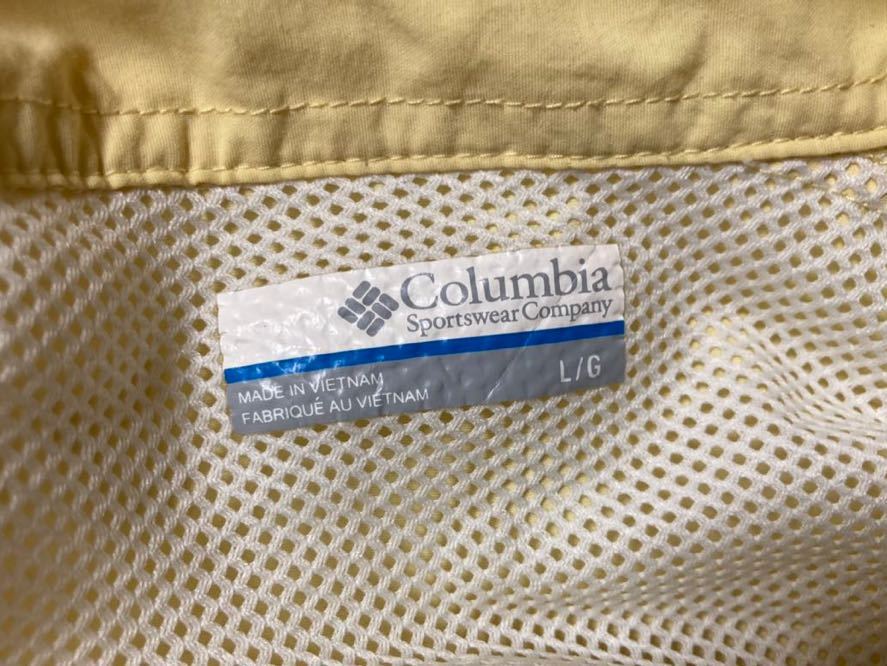 Columbia
Sportswear Company
MADE IN VIETNAM
FABRIQUÉ AU VIETNAM
L/G